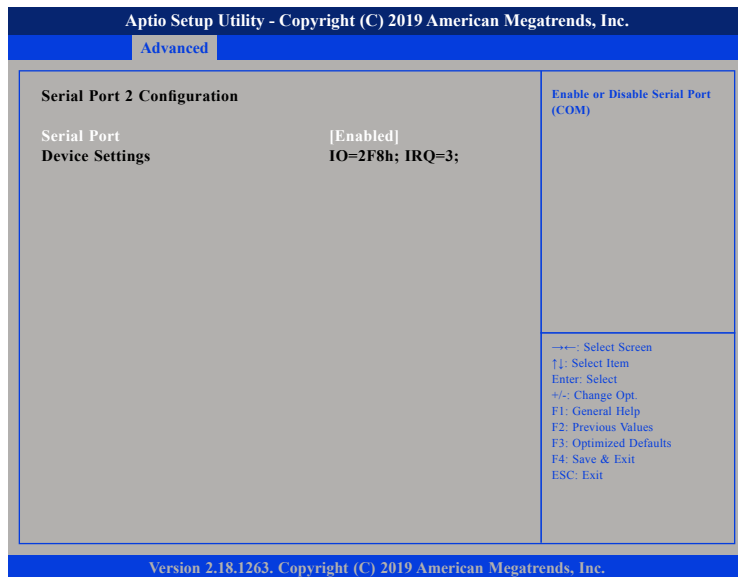 Aptio Setup Utility - Copyright (C) 2019 American Megatrends, Inc.
Advanced
Serial Port 2 Configuration
Serial Port [Enabled]
Device Settings IO=2F8h; IRQ=3;
Enable or Disable Serial Port
(COM)
→←: Select Screen
↑↓: Select Item
Enter: Select
+/-: Change Opt.
F1: General Help
F2: Previous Values
F3: Optimized Defaults
F4: Save & Exit
ESC: Exit
Version 2.18.1263. Copyright (C) 2019 American Megatrends, Inc.